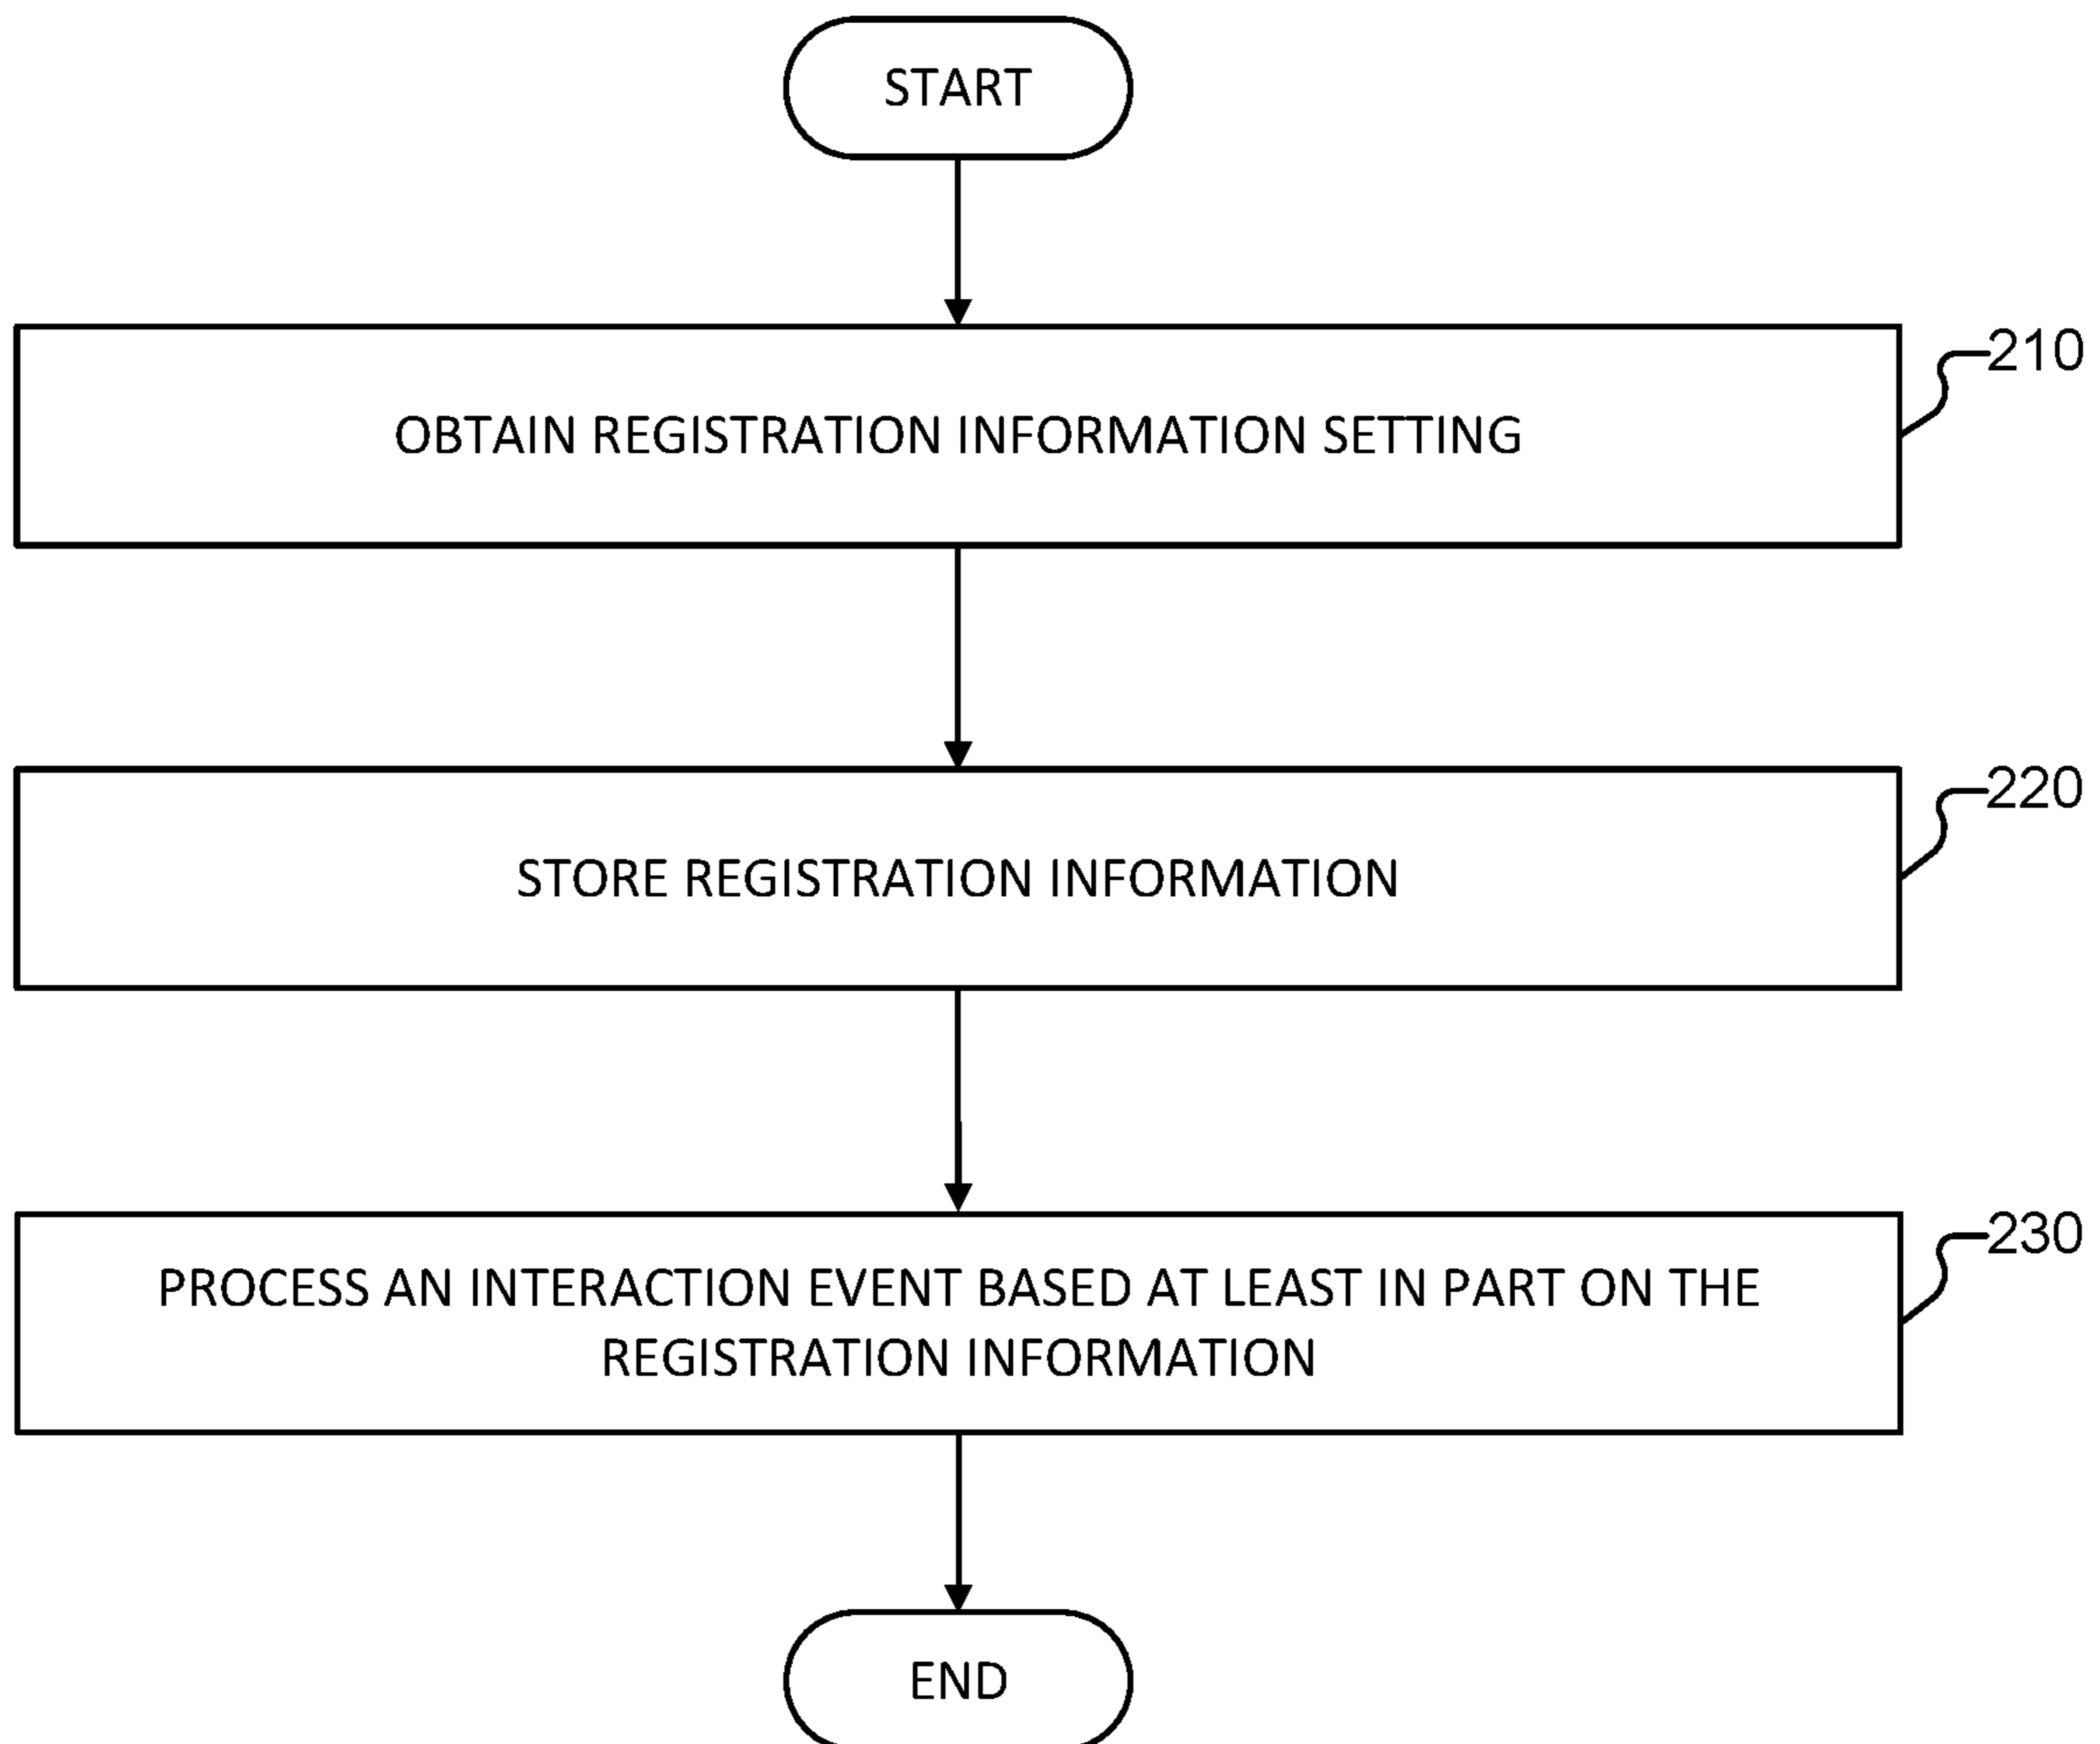 START
210
OBTAIN REGISTRATION INFORMATION SETTING
220
STORE REGISTRATION INFORMATION
230
PROCESS AN INTERACTION EVENT BASED AT LEAST IN PART ON THE
REGISTRATION INFORMATION
END